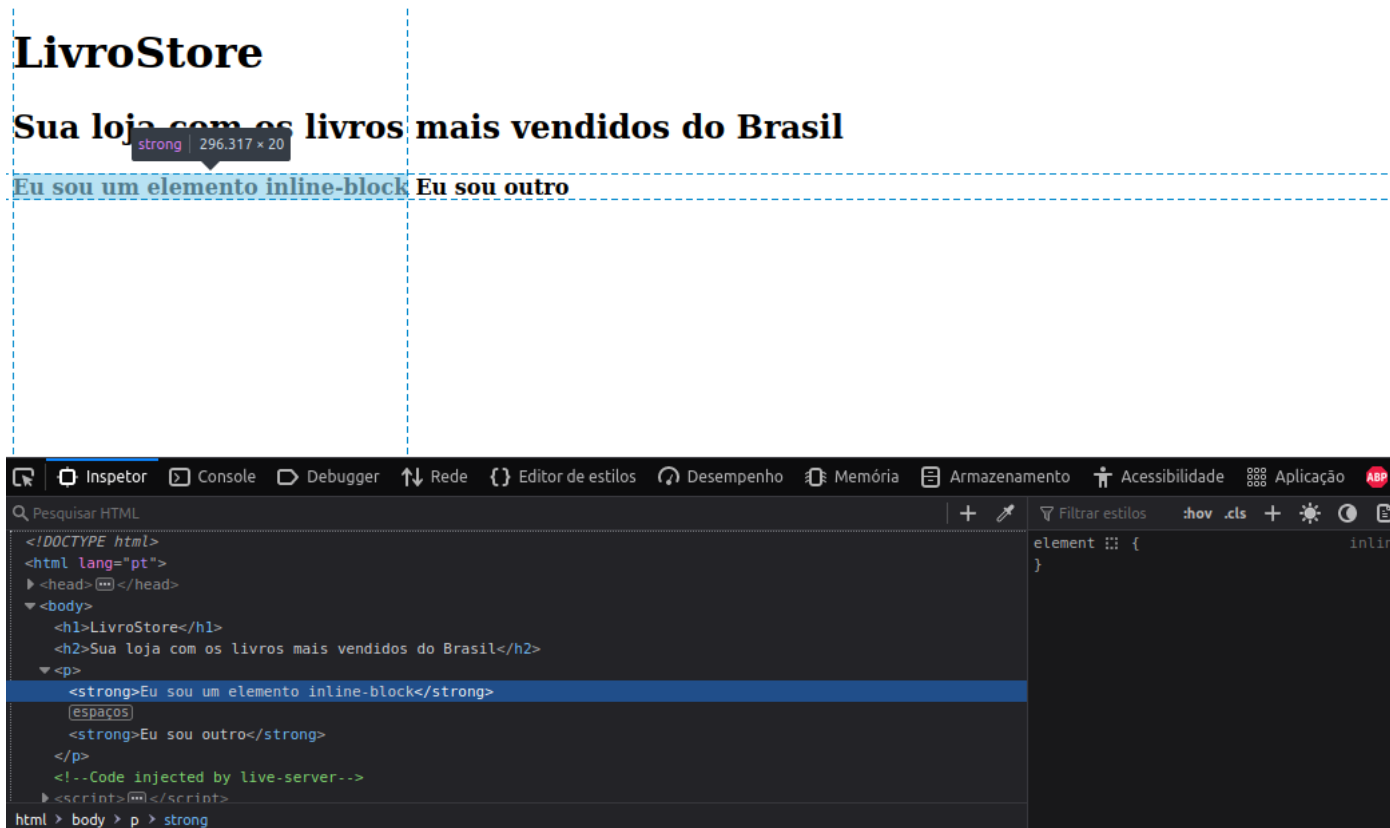 LivroStore
Sua loja com os livros mais vendidos do Brasil
strong 296.317 × 20
Eu sou um elemento inline-block Eu sou outro
Inspetor Console Debugger Rede Editor de estilos Desempenho Memória Armazenamento Acessibilidade Aplicação ABP
Pesquisar HTML + Filtrar estilos :hov .cls +
<!DOCTYPE html>
<html lang="pt">
<head>···</head>
<body>
<h1>LivroStore</h1>
<h2>Sua loja com os livros mais vendidos do Brasil</h2>
<p>
<strong>Eu sou um elemento inline-block</strong>
espaços
<strong>Eu sou outro</strong>
</p>
<!--Code injected by live-server-->
<script>···</script>
html > body > p > strong
element {
}